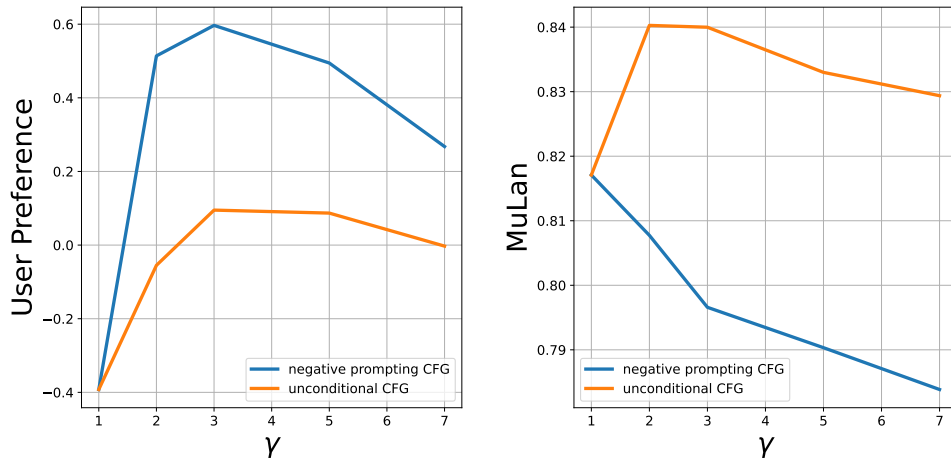 User Preference
0.6
0.4
0.2
0.0
−0.2
−0.4
1 2 3 4 5 6 7
γ
negative prompting CFG
unconditional CFG
MuLan
0.84
0.83
0.82
0.81
0.80
0.79
1 2 3 4 5 6 7
γ
negative prompting CFG
unconditional CFG